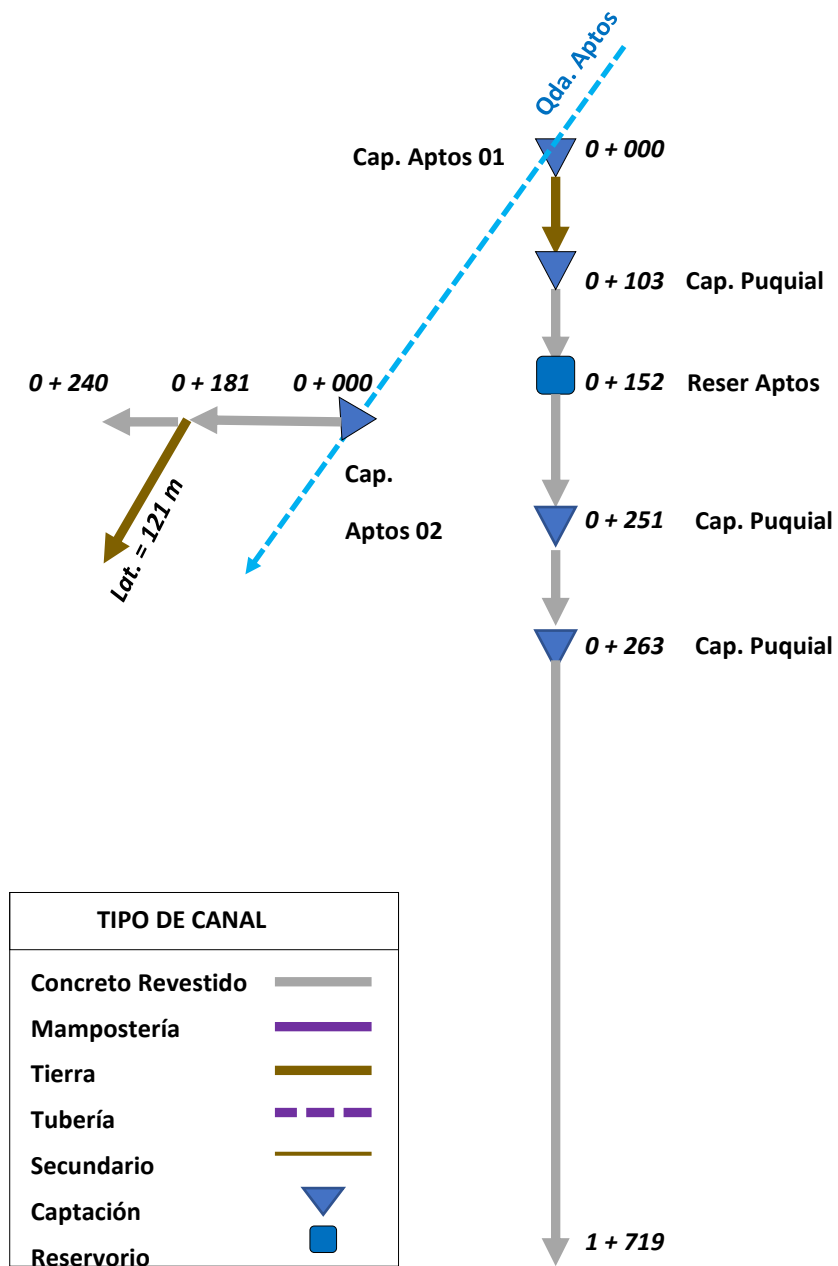 Qda. Aptos
Cap. Aptos 01
0 + 000
0 + 103 Cap. Puquial
0 + 152 Reser Aptos
0 + 240 0 + 181 0 + 000
Cap.
Aptos 02
Lat. = 121 m
0 + 251 Cap. Puquial
0 + 263 Cap. Puquial
TIPO DE CANAL
Concreto Revestido
Mampostería
Tierra
Tubería
Secundario
Captación
Reservorio
1 + 719